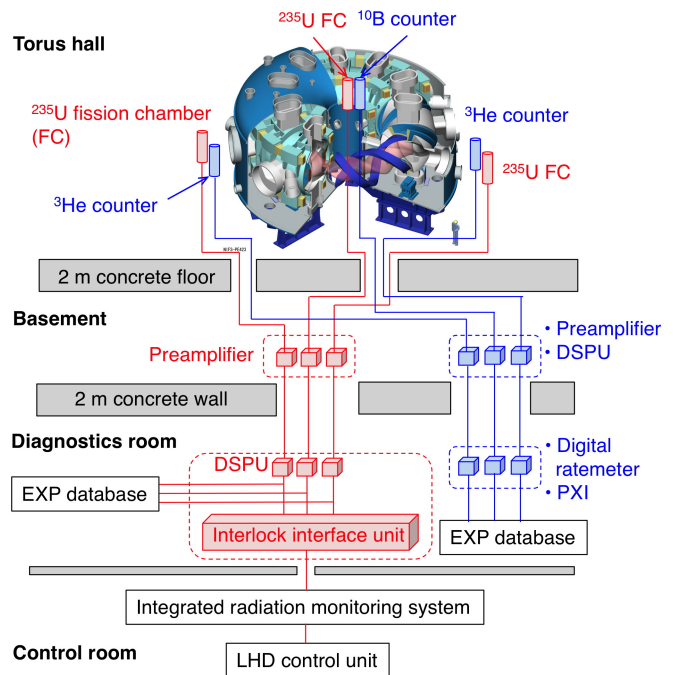 ²³⁵U FC
¹⁰B counter
Torus hall
²³⁵U fission chamber
(FC)
³He counter
²³⁵U FC
³He counter
NIFS-PE423
2 m concrete floor
Basement
Preamplifier
• Preamplifier
• DSPU
2 m concrete wall
Diagnostics room
DSPU
• Digital
ratemeter
• PXI
EXP database
Interlock interface unit
EXP database
Integrated radiation monitoring system
Control room
LHD control unit